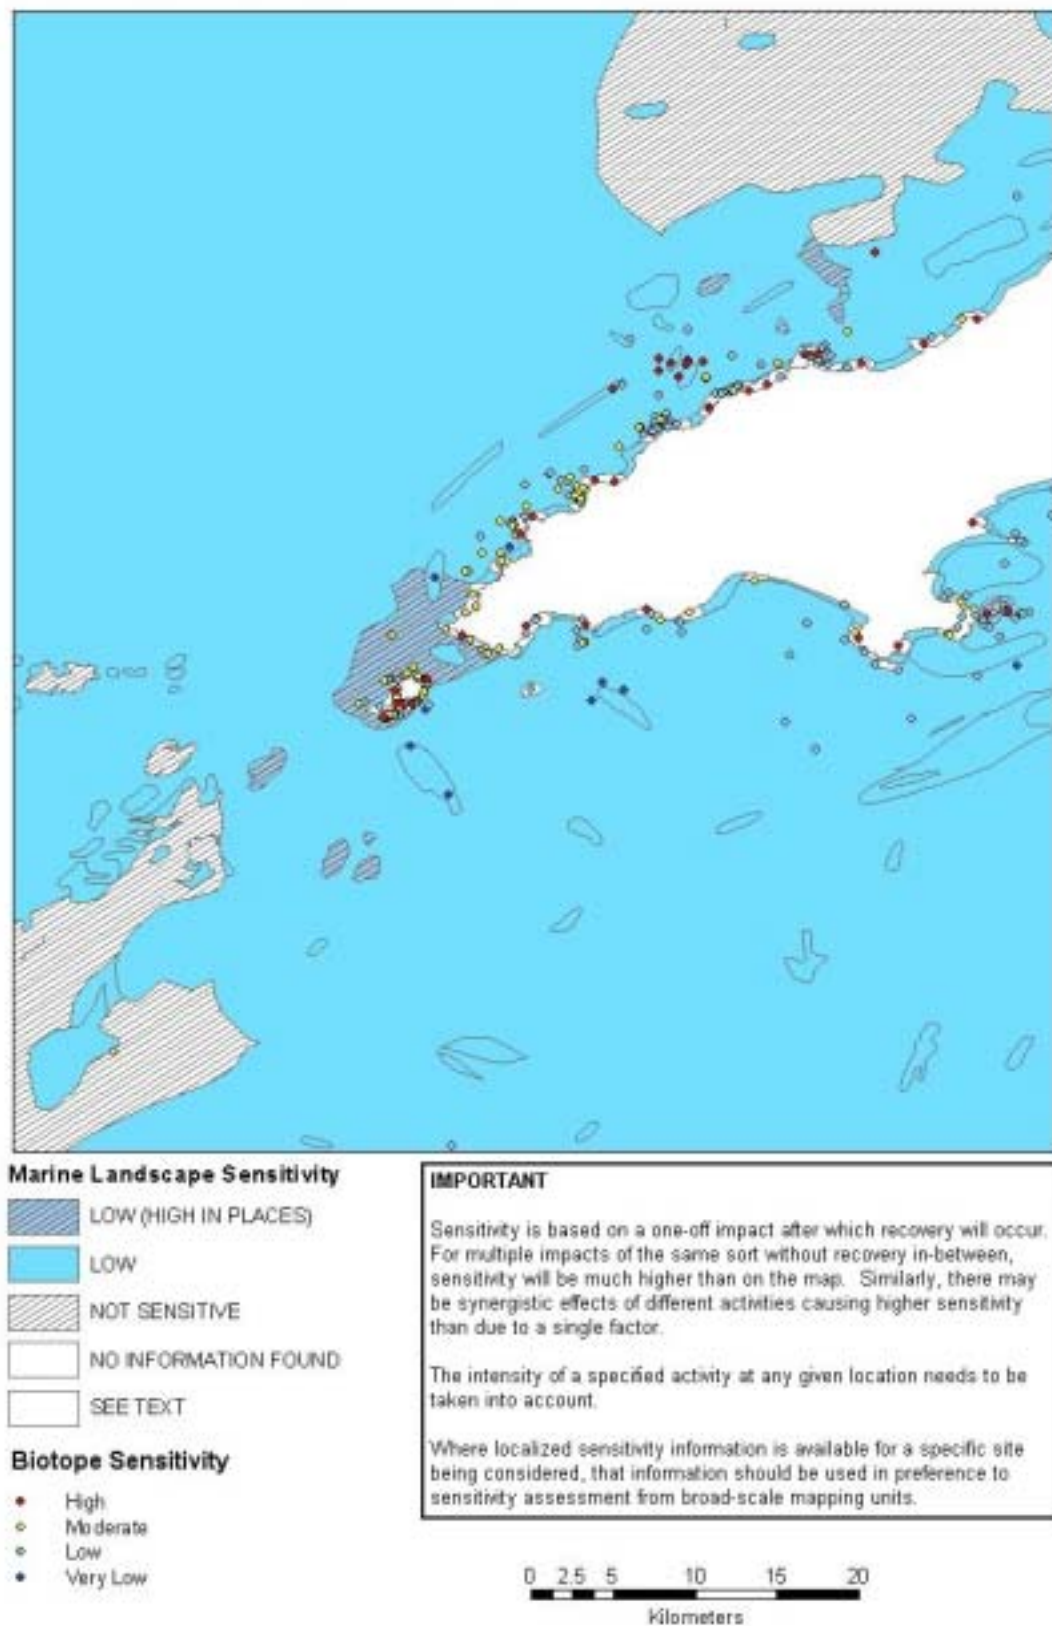 Marine Landscape Sensitivity
LOW (HIGH IN PLACES)
LOW
NOT SENSITIVE
NO INFORMATION FOUND
SEE TEXT
Biotope Sensitivity
High
Moderate
Low
Very Low
IMPORTANT
Sensitivity is based on a one-off impact after which recovery will occur.
For multiple impacts of the same sort without recovery in-between,
sensitivity will be much higher than on the map. Similarly, there may
be synergistic effects of different activities causing higher sensitivity
than due to a single factor.
The intensity of a specified activity at any given location needs to be
taken into account.
Where localized sensitivity information is available for a specific site
being considered, that information should be used in preference to
sensitivity assessment from broad-scale mapping units.
0 2.5 5 10 15 20
Kilometers